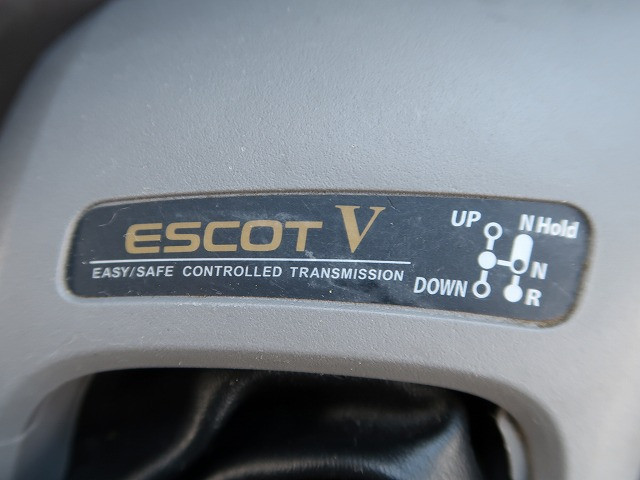 ESCOT V
EASY/SAFE CONTROLLED TRANSMISSION
UP N Hold
N
DOWN R